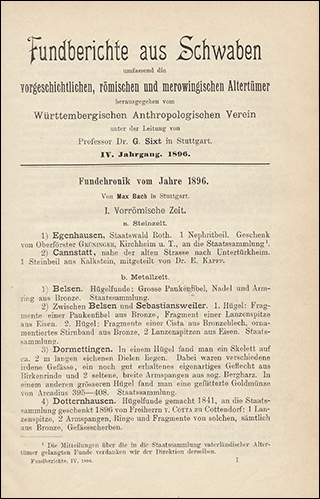 Fundberichte aus Schwaben
umfassend die
vorgeschichtlichen, römischen und merowingischen Altertümer
herausgegeben vom
Württembergischen Anthropologischen Verein
unter der Leitung von
Professor Dr. G. Sixt in Stuttgart.
IV. Jahrgang. 1896.
Fundchronik vom Jahre 1896.
Von Max Bach in Stuttgart.
I. Vorrömische Zeit.
a. Steinzeit.
1) Egenhausen, Staatswald Roth. 1 Nephritbeil. Geschenk
von Oberförster Gröninger, Kirchheim u. T., an die Staatssammlung¹.
2) Cannstatt, nahe der alten Strasse nach Untertürkheim.
1 Steinbeil aus Kalkstein, mitgeteil von Dr. E. Kapff.
b. Metallzeit.
1) Belsen. Hügelfunde: Grosse Paukenfibel, Nadel und Arm-
ring aus Bronze. Staatssammlung.
2) Zwischen Belsen und Sebastiansweiler. 1. Hügel: Frag-
mente einer Paukenfibel aus Bronze, Fragment einer Lanzenspitze
aus Eisen. 2. Hügel: Fragmente einer Cista aus Bronzeblech, orna-
mentiertes Stirnband aus Bronze, 2 Lanzenspitzen aus Eisen. Staats-
sammlung.
3) Dormettingen. In einem Hügel fand man ein Skelett auf
ca. 2 m langen eichenen Dielen liegen. Dabei waren verschiedene
irdene Gefässe, ein noch gut erhaltenes eigenartiges Geflecht aus
Birkenrinde und 2 seltene, breite Armspangen aus sog. Bergharz. In
einem anderen grösseren Hügel fand man eine gefütterte Goldmünze
von Arcadius 395—408. Staatssammlung.
4) Dotternhausen. Hügelfunde gemacht 1841, an die Staats-
sammlung geschenkt 1896 von Freiherrn v. Cotta zu Cottendorf: 1 Lan-
zenspitze, 2 Armspangen, Ringe und Fragmente von solchen, sämtlich
aus Bronze, Gefässscherben.
¹ Die Mitteilungen über die in die Staatssammlung vaterländischer Alter-
tümer gelangten Funde verdanken wir der Direktion derselben.
Fundberichte, IV, 1896. 1